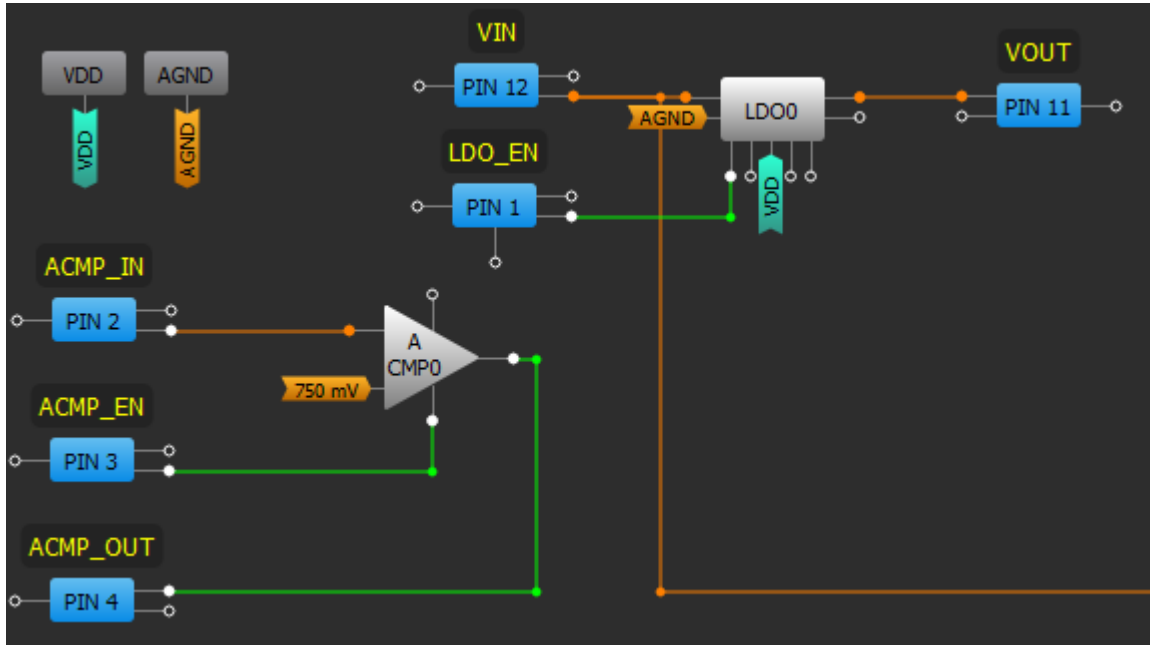 VIN
VOUT
VDD
AGND
PIN 12
LDO0
PIN 11
AGND
VDD
AGND
LDO_EN
PIN 1
VDD
ACMP_IN
PIN 2
A
CMP0
750 mV
ACMP_EN
PIN 3
ACMP_OUT
PIN 4